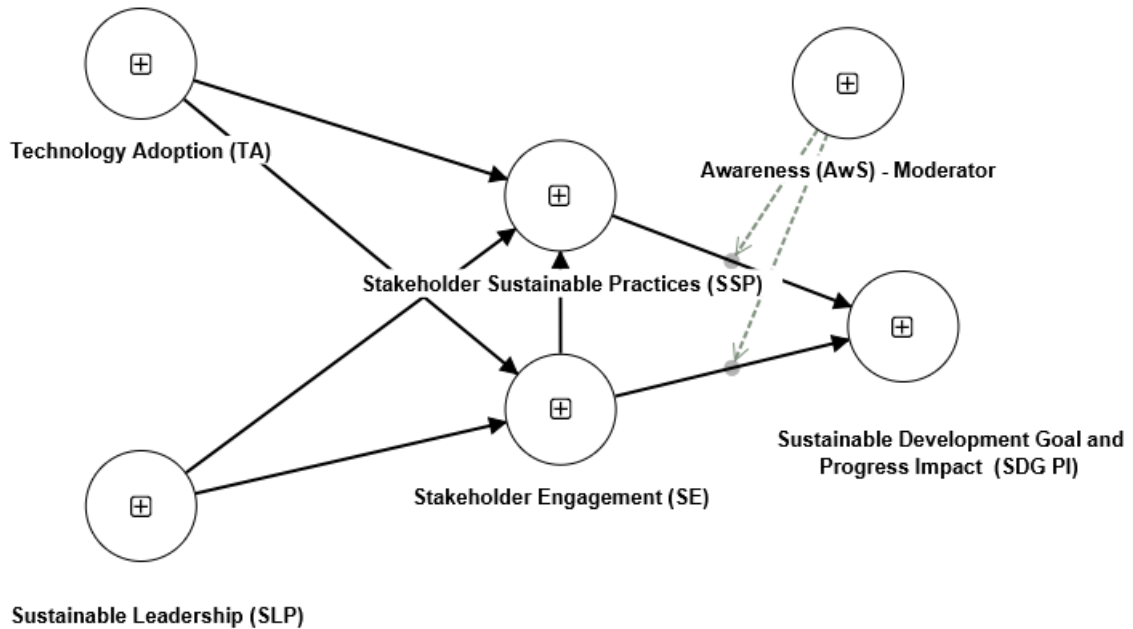 Technology Adoption (TA)
Awareness (AwS) - Moderator
Stakeholder Sustainable Practices (SSP)
Sustainable Development Goal and
Progress Impact  (SDG PI)
Stakeholder Engagement (SE)
Sustainable Leadership (SLP)